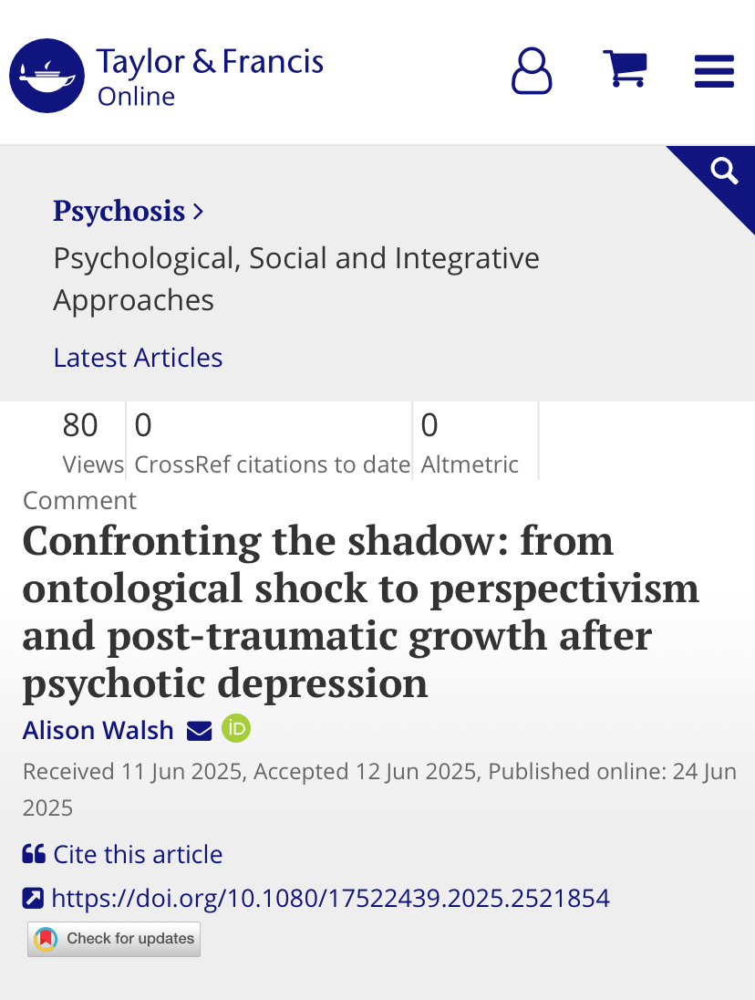 Taylor & Francis
Online
Psychosis
Psychological, Social and Integrative
Approaches
Latest Articles
80
Views
0
CrossRef citations to date
0
Altmetric
Comment
Confronting the shadow: from
ontological shock to perspectivism
and post-traumatic growth after
psychotic depression
Alison Walsh
iD
Received 11 Jun 2025, Accepted 12 Jun 2025, Published online: 24 Jun
2025
Cite this article
https://doi.org/10.1080/17522439.2025.2521854
Check for updates